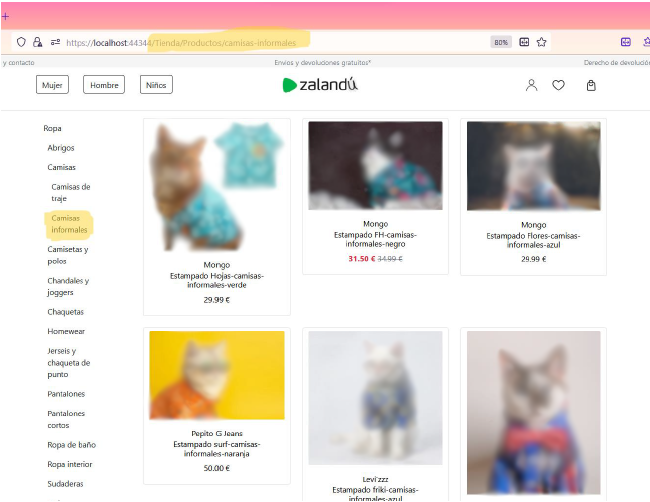 https://localhost:44344/Tienda/Productos/camisas-informales
80%
y contacto
Envíos y devoluciones gratuitos*
Derecho de devolución
Mujer
Hombre
Niños
zalandú
Ropa
Abrigos
Camisas
Camisas de
traje
Camisas
informales
Camisetas y
polos
Chandales y
joggers
Chaquetas
Homewear
Jerseis y
chaqueta de
punto
Pantalones
Pantalones
cortos
Ropa de baño
Ropa interior
Sudaderas
Mongo
Estampado Hojas-camisas-
informales-verde
29.99 €
Mongo
Estampado FH-camisas-
informales-negro
31.50 € 34.99 €
Mongo
Estampado Flores-camisas-
informales-azul
29.99 €
Pepito G Jeans
Estampado surf-camisas-
informales-naranja
50.00 €
Levi'zzz
Estampado friki-camisas-
informales-azul